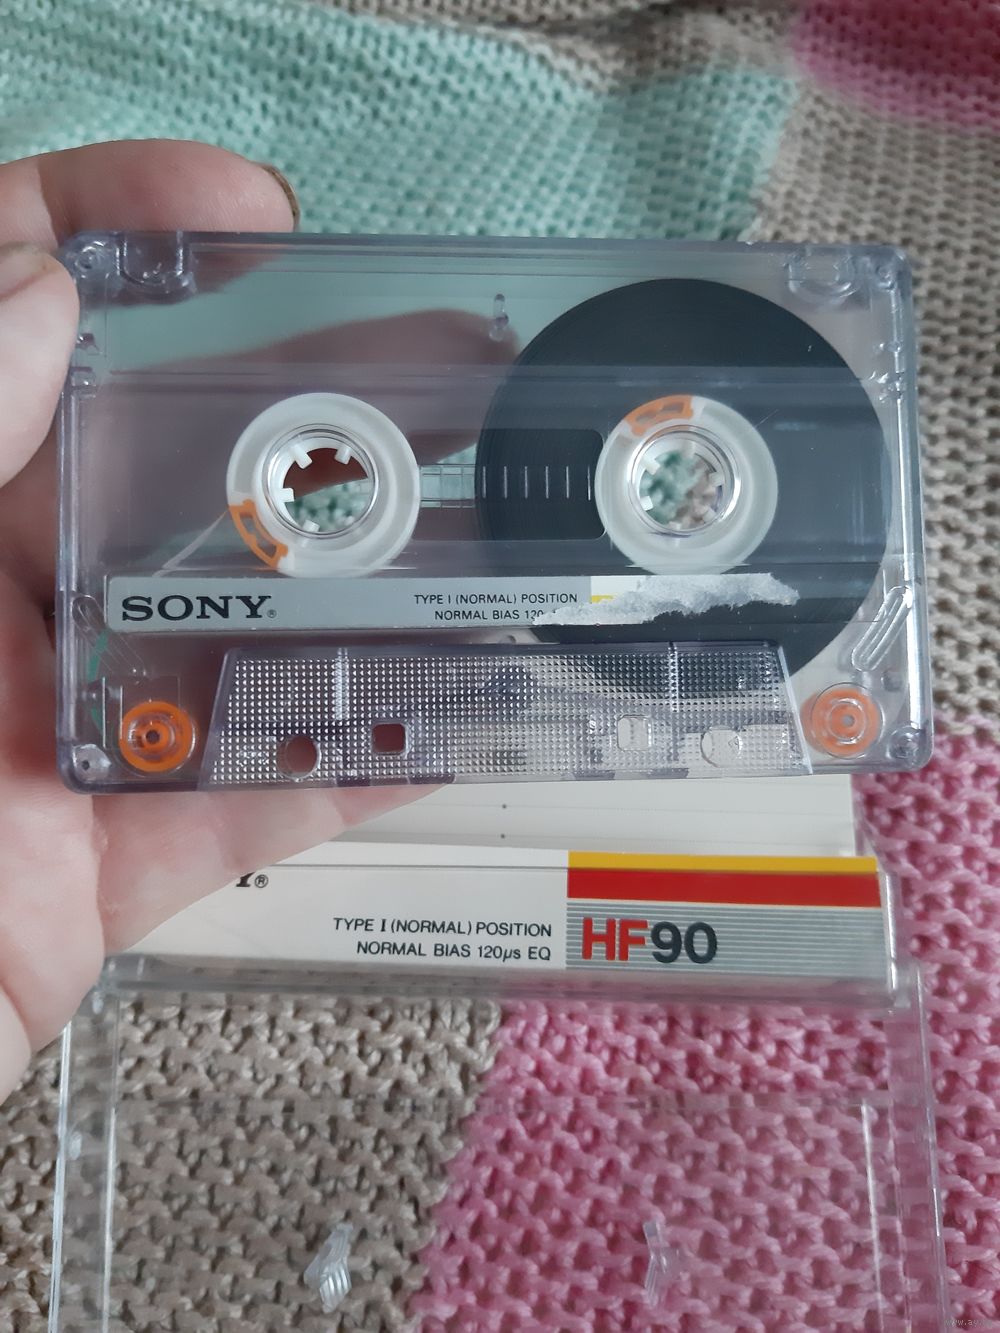 SONY®
TYPE I (NORMAL) POSITION
NORMAL BIAS 120
®
TYPE I (NORMAL) POSITION
NORMAL BIAS 120µs EQ
HF90